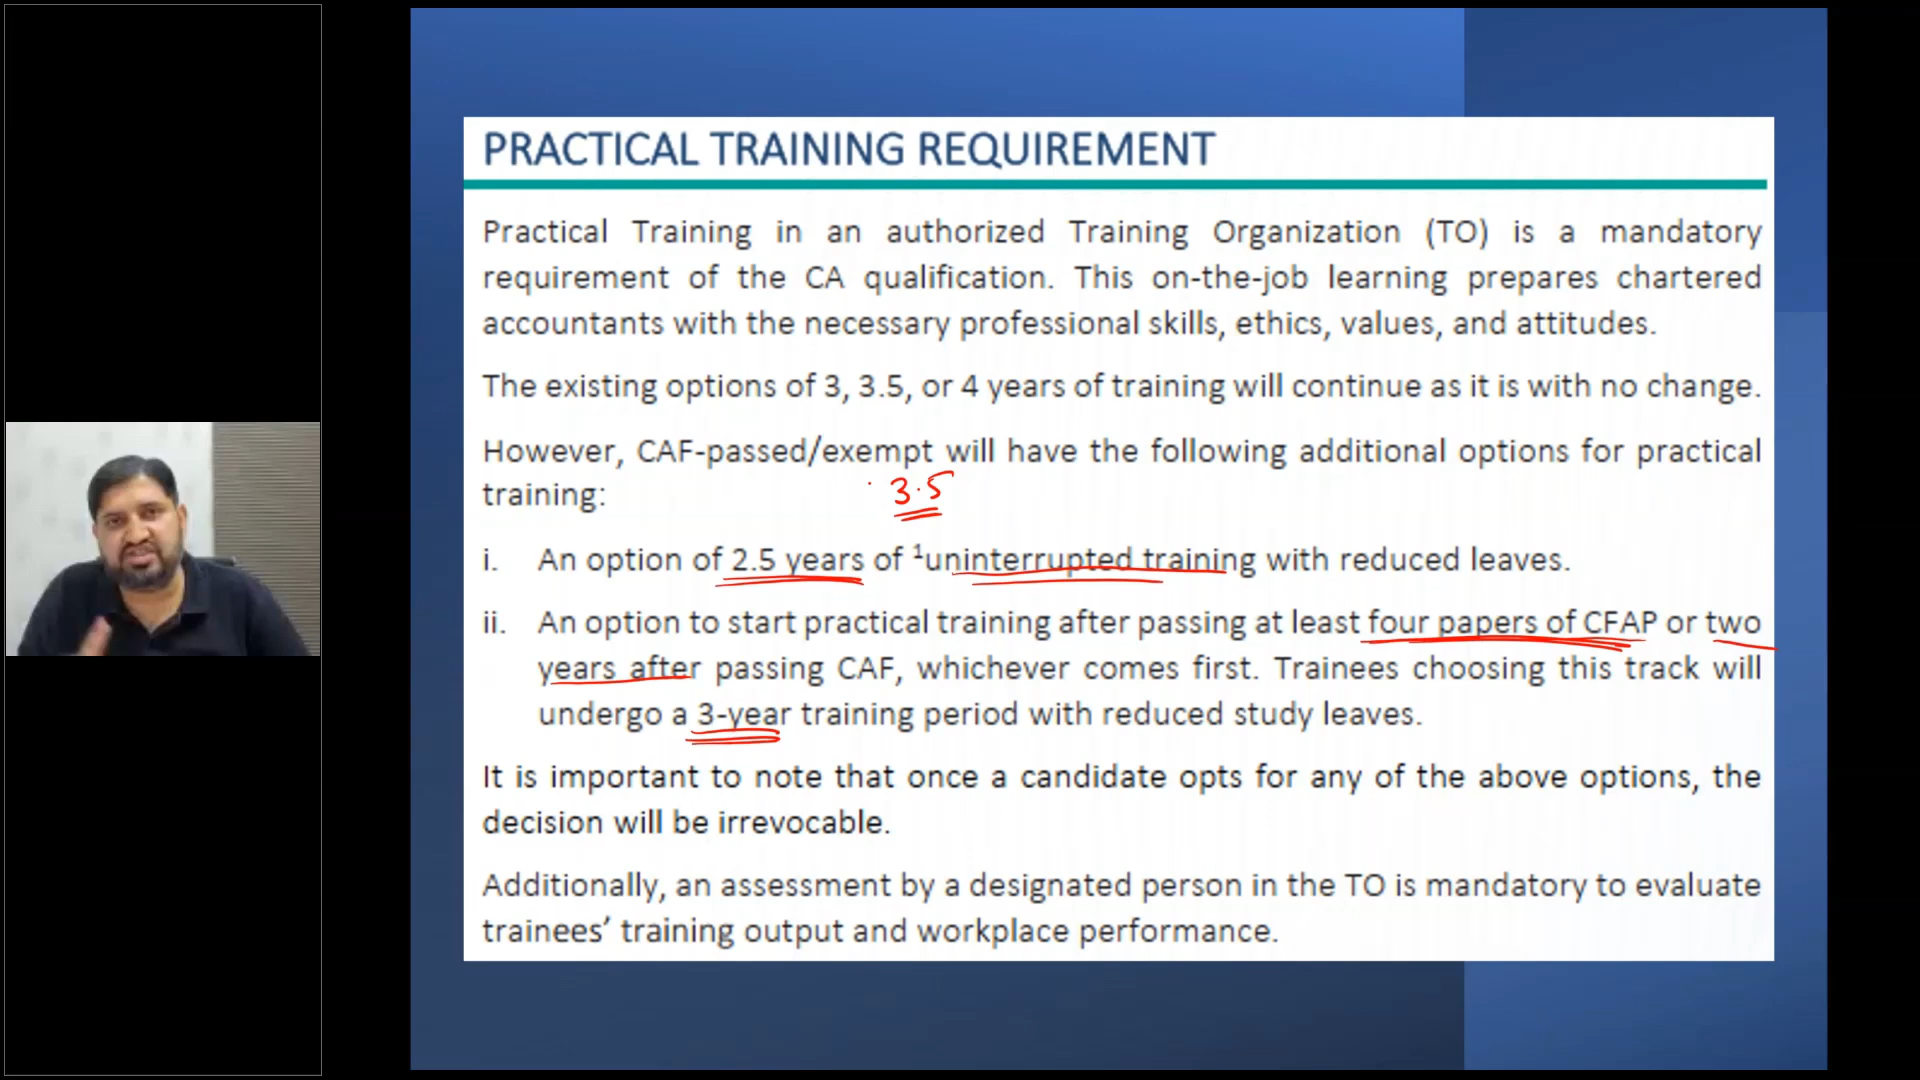 PRACTICAL TRAINING REQUIREMENT
Practical Training in an authorized Training Organization (TO) is a mandatory
requirement of the CA qualification. This on-the-job learning prepares chartered
accountants with the necessary professional skills, ethics, values, and attitudes.
The existing options of 3, 3.5, or 4 years of training will continue as it is with no change.
However, CAF-passed/exempt will have the following additional options for practical
training:
3.5
i. An option of 2.5 years of ¹uninterrupted training with reduced leaves.
ii. An option to start practical training after passing at least four papers of CFAP or two
years after passing CAF, whichever comes first. Trainees choosing this track will
undergo a 3-year training period with reduced study leaves.
It is important to note that once a candidate opts for any of the above options, the
decision will be irrevocable.
Additionally, an assessment by a designated person in the TO is mandatory to evaluate
trainees’ training output and workplace performance.